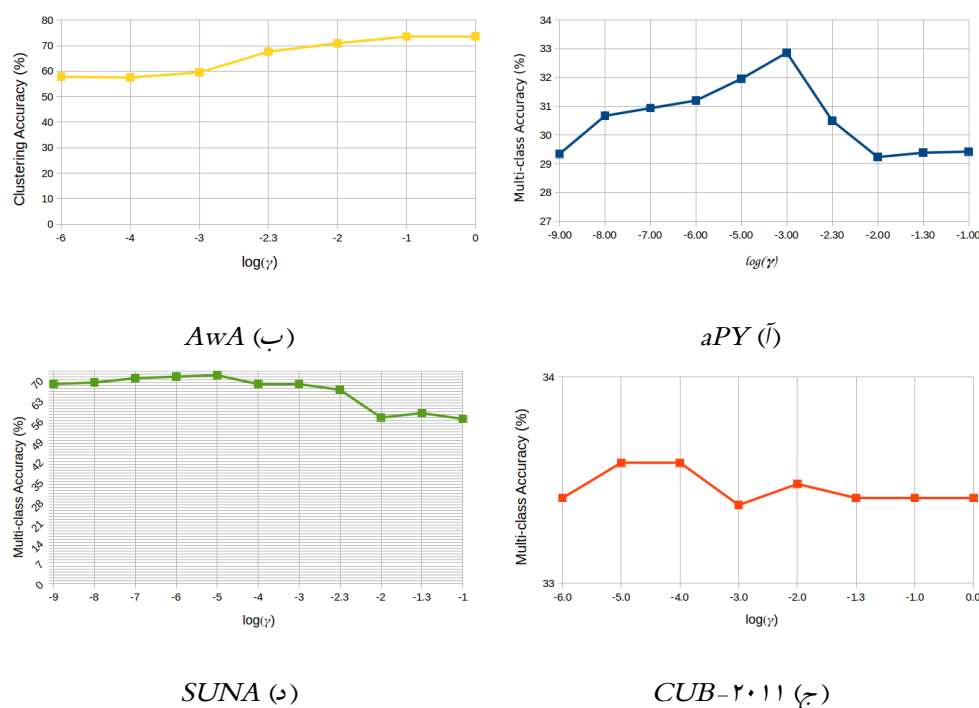 Clustering Accuracy (%)
80
70
60
50
40
30
20
10
0
-6 -4 -3 -2.3 -2 -1 0
log(γ)
AwA (ب)
Multi-class Accuracy (%)
34
33
32
31
30
29
28
27
-9.00 -8.00 -7.00 -6.00 -5.00 -3.00 -2.30 -2.00 -1.30 -1.00
log(γ)
aPY (آ)
Multi-class Accuracy (%)
70
63
56
49
42
35
28
21
14
7
0
-9 -8 -7 -6 -5 -4 -3 -2.3 -2 -1.3 -1
log(γ)
SUNA (د)
Multi-class Accuracy (%)
34
33
-6.0 -5.0 -4.0 -3.0 -2.0 -1.3 -1.0 0.0
log(γ)
CUB-۲۰۱۱ (ج)